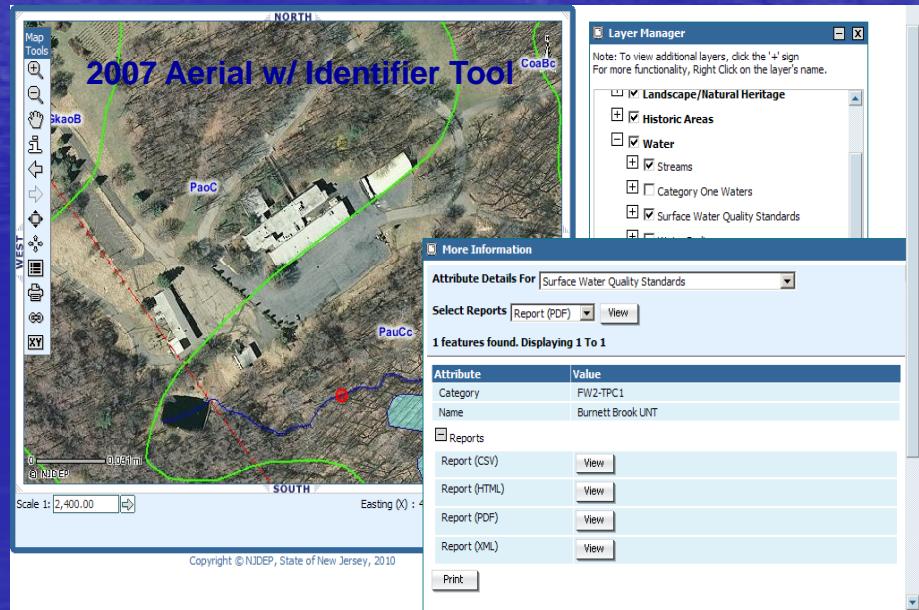 NORTH
Map
Tools
2007 Aerial w/ Identifier Tool
CoaBc
SkaoB
PaoC
PauCc
WEST
XY
0 0.031mi
© NJDEP
SOUTH
Scale 1: 2,400.00
Easting (X) : 4
Copyright © NJDEP, State of New Jersey, 2010
Layer Manager
Note: To view additional layers, click the '+' sign
For more functionality, Right Click on the layer's name.
Landscape/Natural Heritage
Historic Areas
Water
Streams
Category One Waters
Surface Water Quality Standards
More Information
Attribute Details For Surface Water Quality Standards
Select Reports Report (PDF) View
1 features found. Displaying 1 To 1
Attribute Value
Category FW2-TPC1
Name Burnett Brook UNT
Reports
Report (CSV) View
Report (HTML) View
Report (PDF) View
Report (XML) View
Print